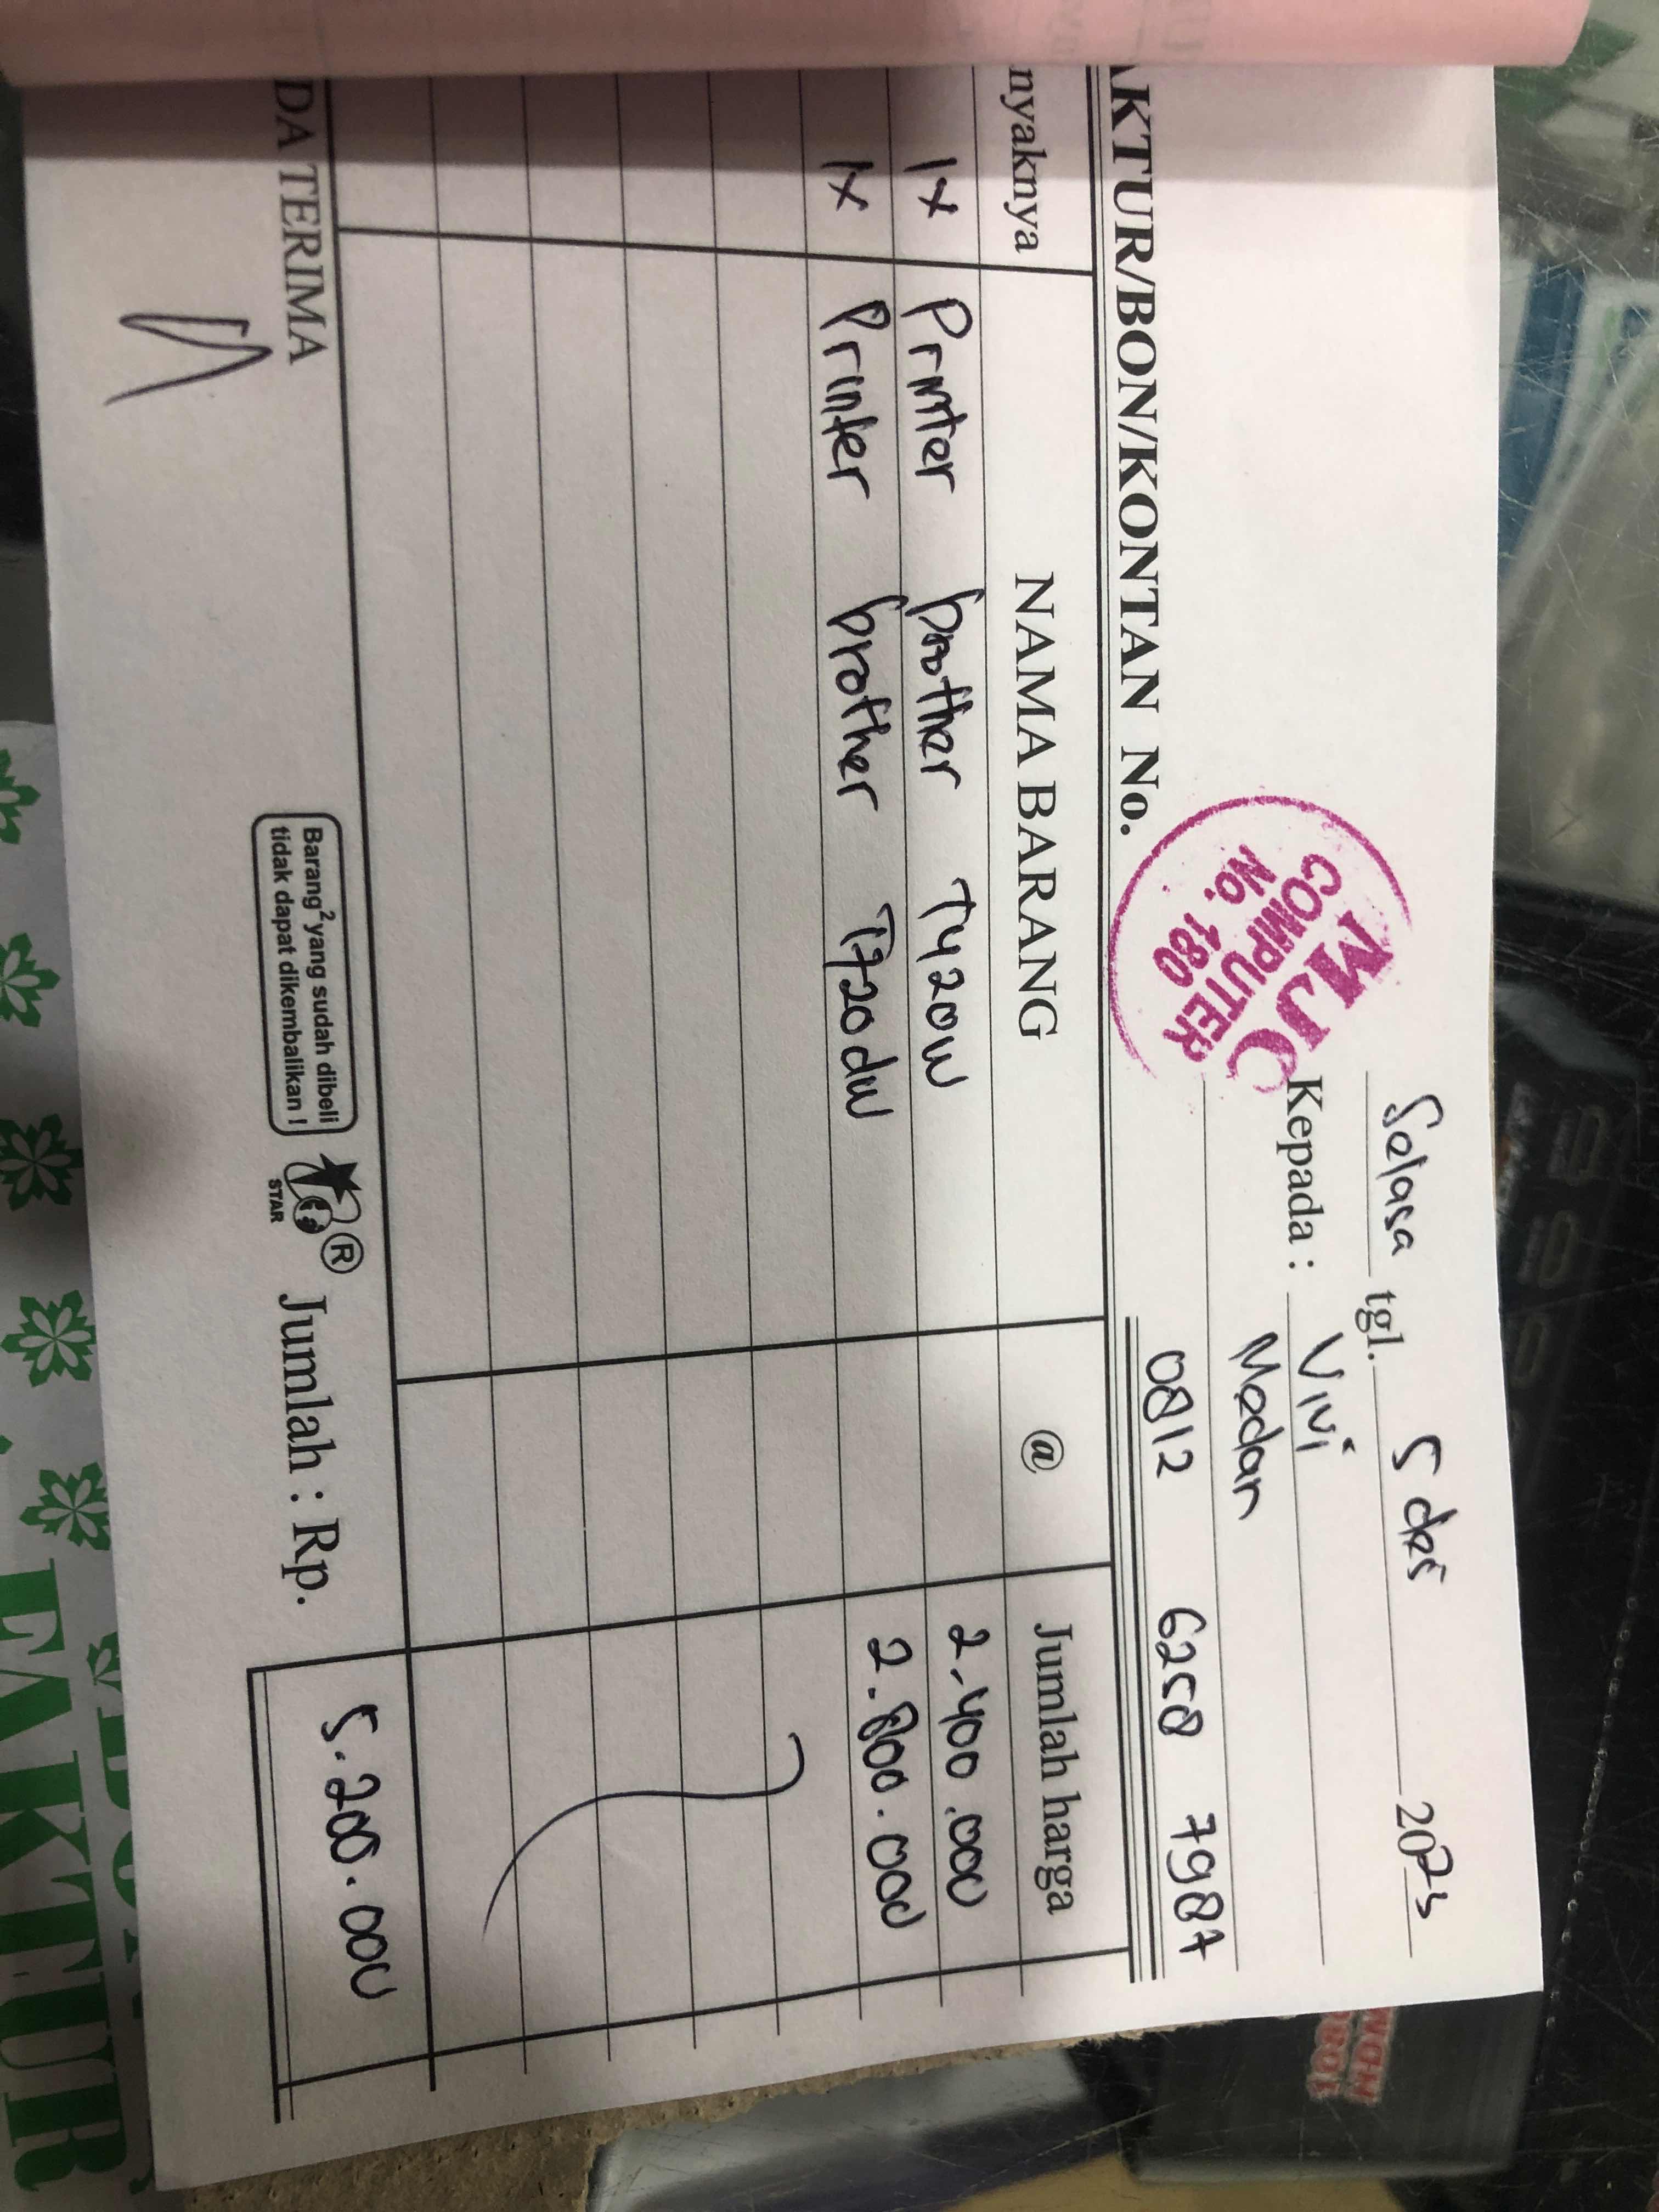 Selasa tgl. 5 des 2023
MJC
COMPUTER
No. 180
Kepada : Vivi
Medan
0812 6258 7987
AKTUR/BON/KONTAN No.
nyaknya NAMA BARANG @ Jumlah harga
1x Printer brother T420W 2.400.000
1x Printer brother T720dw 2.800.000
DA TERIMA
Barang² yang sudah dibeli
tidak dapat dikembalikan !
STAR
®
Jumlah : Rp. 5.200.000
FAKTUR